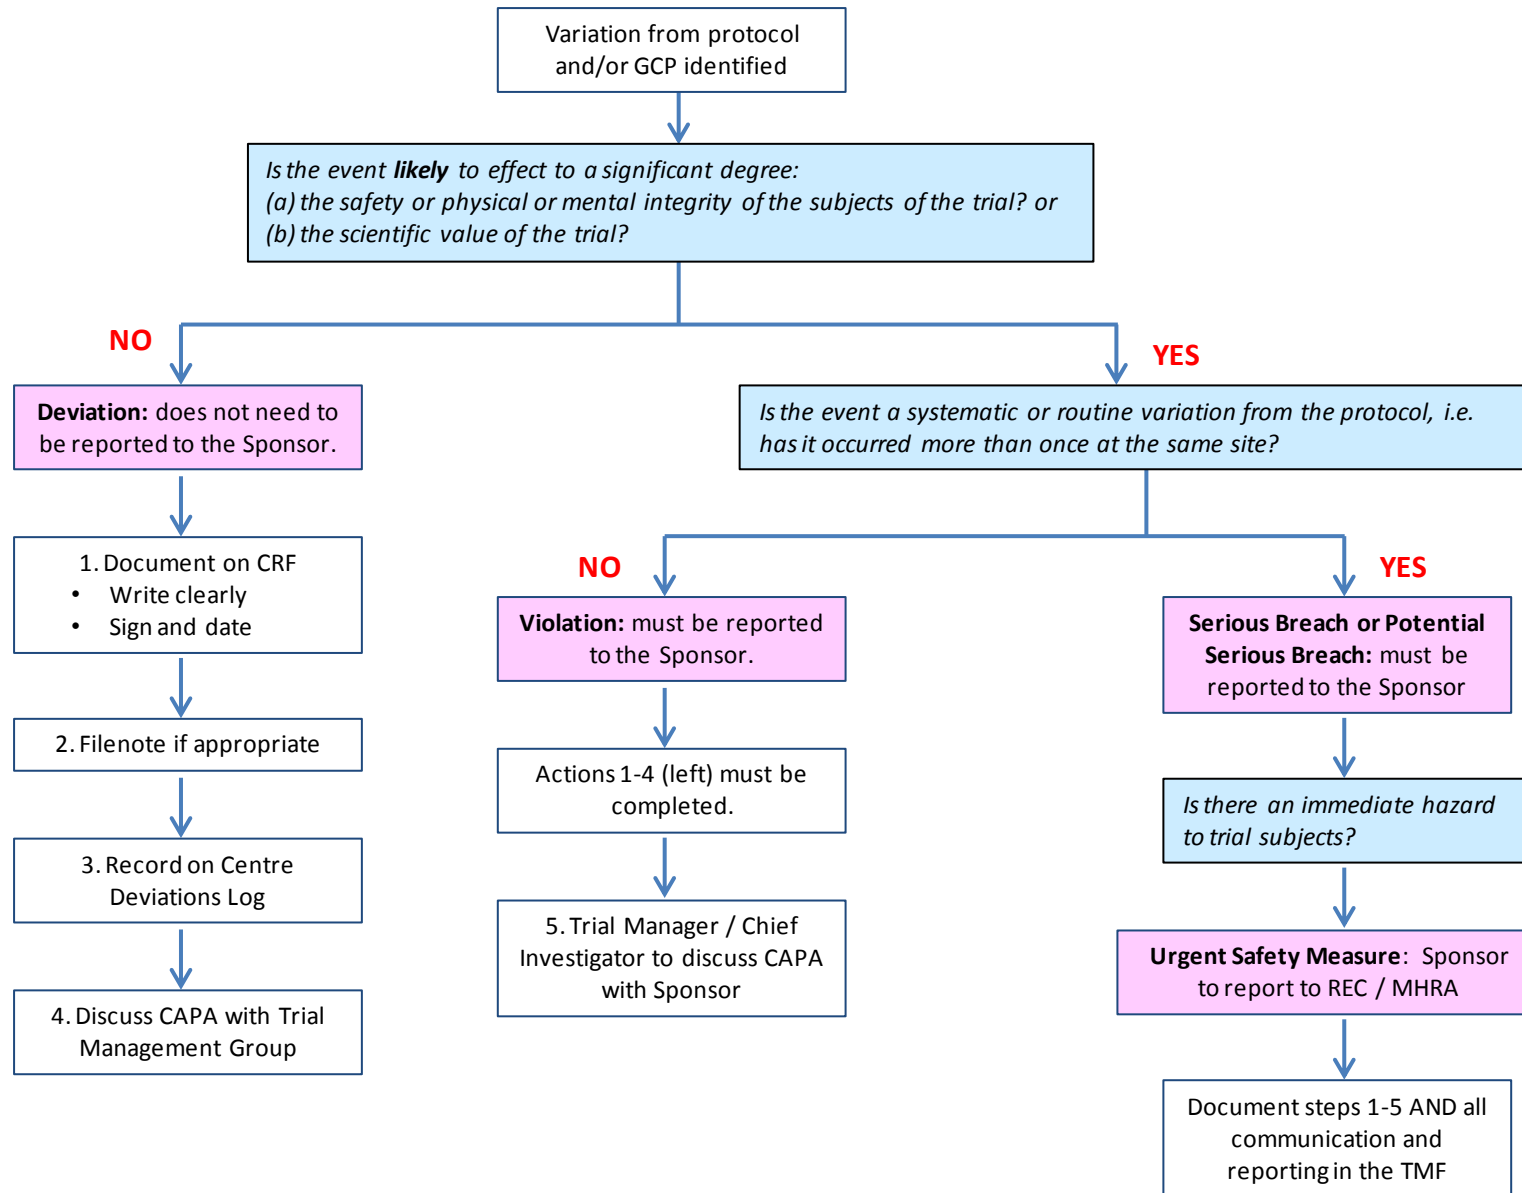 Variation from protocol
and/or GCP identified
Is the event likely to effect to a significant degree:
(a) the safety or physical or mental integrity of the subjects of the trial? or
(b) the scientific value of the trial?
NO
YES
Deviation: does not need to
be reported to the Sponsor.
Is the event a systematic or routine variation from the protocol, i.e.
has it occurred more than once at the same site?
1. Document on CRF
• Write clearly
• Sign and date
NO
YES
Violation: must be reported
to the Sponsor.
Serious Breach or Potential
Serious Breach: must be
reported to the Sponsor
2. Filenote if appropriate
Actions 1-4 (left) must be
completed.
Is there an immediate hazard
to trial subjects?
3. Record on Centre
Deviations Log
5. Trial Manager / Chief
Investigator to discuss CAPA
with Sponsor
Urgent Safety Measure: Sponsor
to report to REC / MHRA
4. Discuss CAPA with Trial
Management Group
Document steps 1-5 AND all
communication and
reporting in the TMF